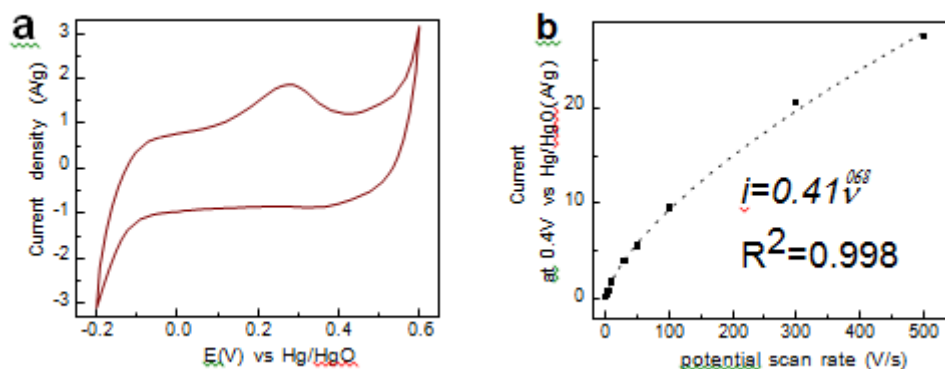 a
3
2
1
0
-1
-2
-3
Current density (A/g)
-0.2 0.0 0.2 0.4 0.6
E(V) vs Hg/HgO
b
Current
at 0.4V vs Hg/HgO(A/g)
20
10
0
i=0.41v^068
R²=0.998
0 100 200 300 400 500
potential scan rate (V/s)